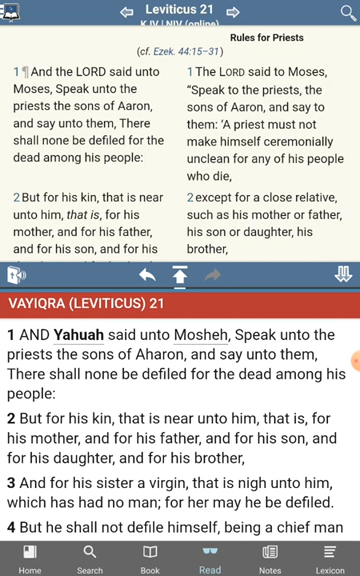 Leviticus 21
KJV | NIV (online)
Rules for Priests
(cf. Ezek. 44:15–31)
1 ¶ And the LORD said unto
Moses, Speak unto the
priests the sons of Aaron,
and say unto them, There
shall none be defiled for the
dead among his people:
2 But for his kin, that is near
unto him, that is, for his
mother, and for his father,
and for his son, and for his
1 The LORD said to Moses,
“Speak to the priests, the
sons of Aaron, and say to
them: ‘A priest must not
make himself ceremonially
unclean for any of his people
who die,
2 except for a close relative,
such as his mother or father,
his son or daughter, his
brother,
VAYIQRA (LEVITICUS) 21
1 AND Yahuah said unto Mosheh, Speak unto the
priests the sons of Aharon, and say unto them,
There shall none be defiled for the dead among his
people:
2 But for his kin, that is near unto him, that is, for
his mother, and for his father, and for his son, and
for his daughter, and for his brother,
3 And for his sister a virgin, that is nigh unto him,
which has had no man; for her may he be defiled.
4 But he shall not defile himself, being a chief man
Home
Search
Book
Read
Notes
Lexicon